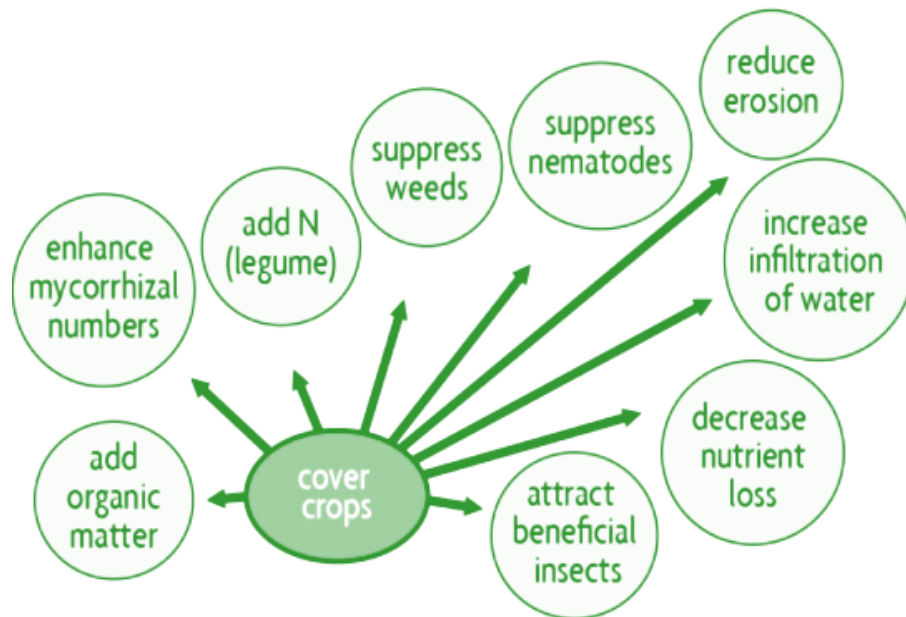 reduce
erosion
suppress
nematodes
suppress
weeds
add N
(legume)
enhance
mycorrhizal
numbers
increase
infiltration
of water
decrease
nutrient
loss
add
organic
matter
cover
crops
attract
beneficial
insects